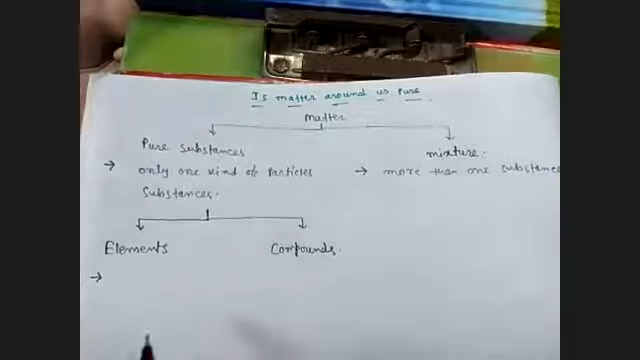 Is matter around us Pure.
Matter
Pure substances
mixture.
→ only one kind of Particles
→ more than one substance
substances.
Elements
Compounds.
→